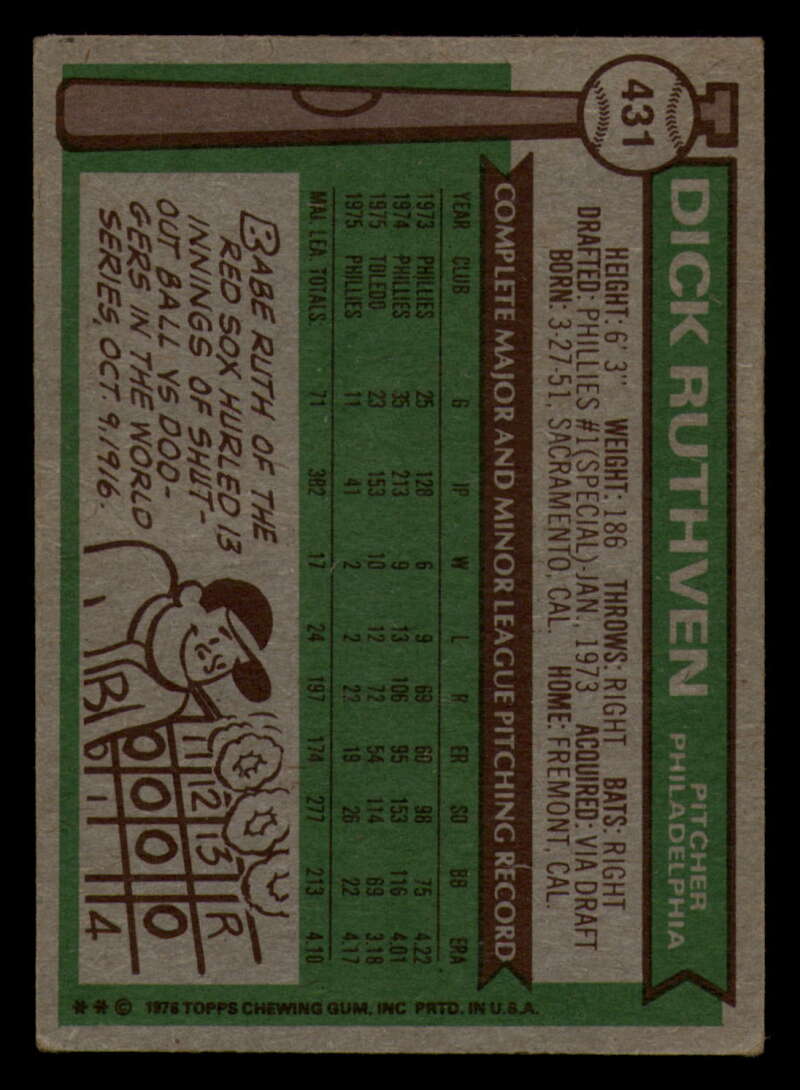 431
DICK RUTHVEN
PITCHER
PHILADELPHIA
HEIGHT: 6' 3" WEIGHT: 186 THROWS: RIGHT BATS: RIGHT
DRAFTED: PHILLIES #1(SPECIAL)-JAN., 1973 ACQUIRED: VIA DRAFT
BORN: 3-27-51, SACRAMENTO, CAL. HOME: FREMONT, CAL.
COMPLETE MAJOR AND MINOR LEAGUE PITCHING RECORD
YEAR CLUB G IP W L R ER SO BB ERA
1973 PHILLIES 25 128 6 9 69 60 98 75 4.22
1974 PHILLIES 35 213 9 13 106 95 153 116 4.01
1975 TOLEDO 23 153 10 12 72 54 114 69 3.18
1975 PHILLIES 11 41 2 2 22 19 26 22 4.17
MAJ. LEA. TOTALS: 71 382 17 24 197 174 277 213 4.10
BABE RUTH OF THE
RED SOX HURLED 13
INNINGS OF SHUT-
OUT BALL VS DOD-
GERS IN THE WORLD
SERIES, OCT. 9, 1916.
11 12 13 R
0 0 0 0
B 6 - 1 - 4
** © 1976 TOPPS CHEWING GUM, INC PRTD. IN U.S.A.